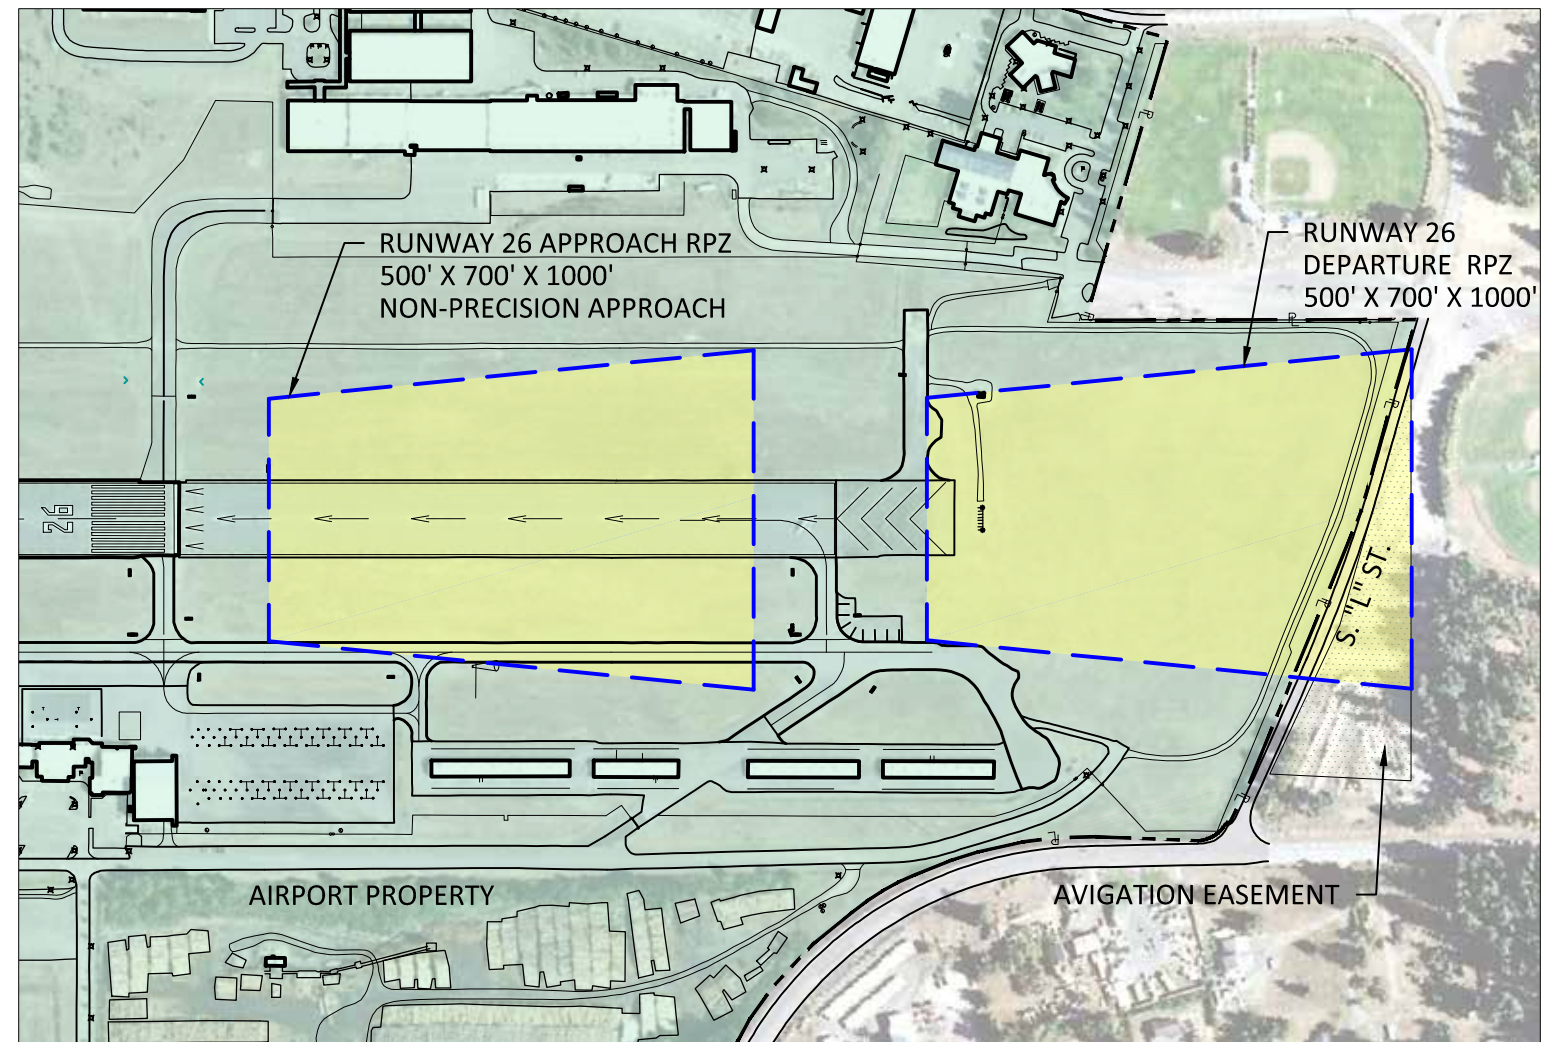 RUNWAY 26 APPROACH RPZ
500' X 700' X 1000'
NON-PRECISION APPROACH
RUNWAY 26
DEPARTURE RPZ
500' X 700' X 1000'
26
S. "L" ST.
AIRPORT PROPERTY
AVIGATION EASEMENT